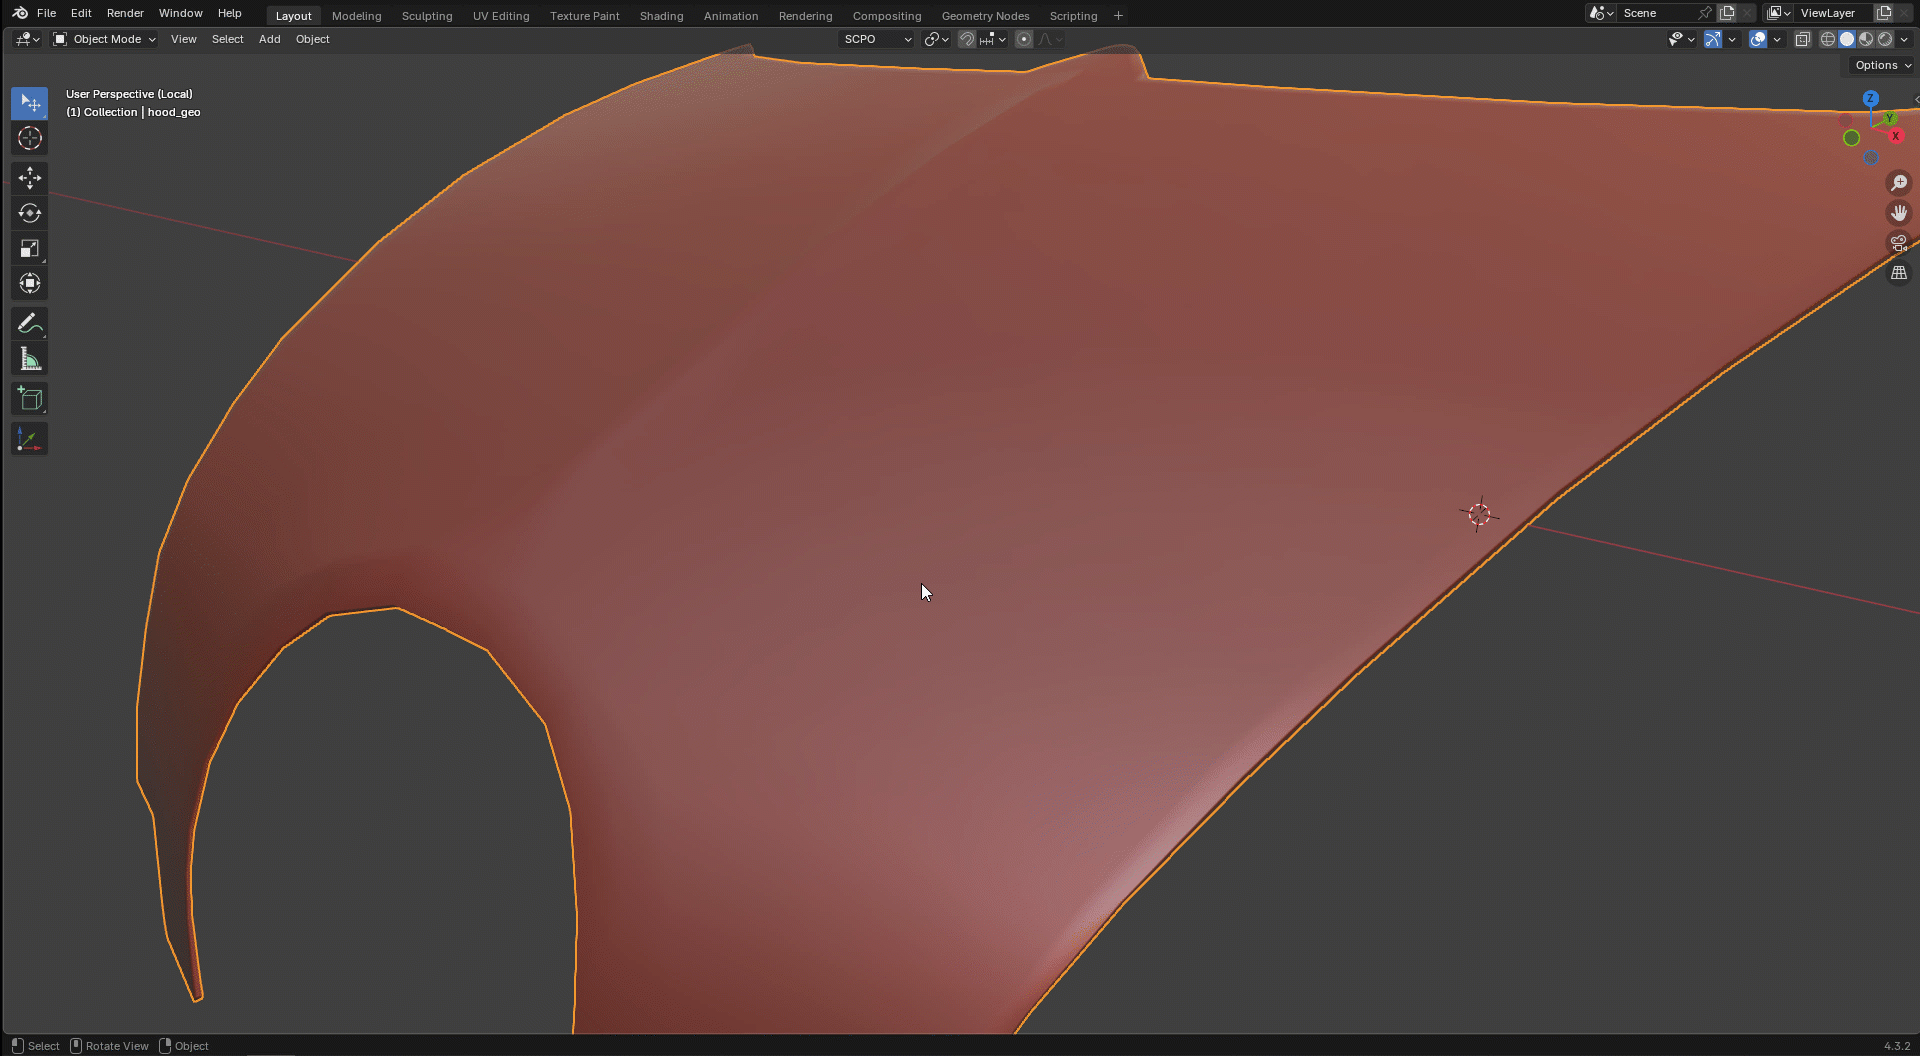 File Edit Render Window Help Layout Modeling Sculpting UV Editing Texture Paint Shading Animation Rendering Compositing Geometry Nodes Scripting + Scene ViewLayer
Object Mode View Select Add Object SCPO
Options
User Perspective (Local)
(1) Collection | hood_geo
Z
Y
X
Select Rotate View Object 4.3.2